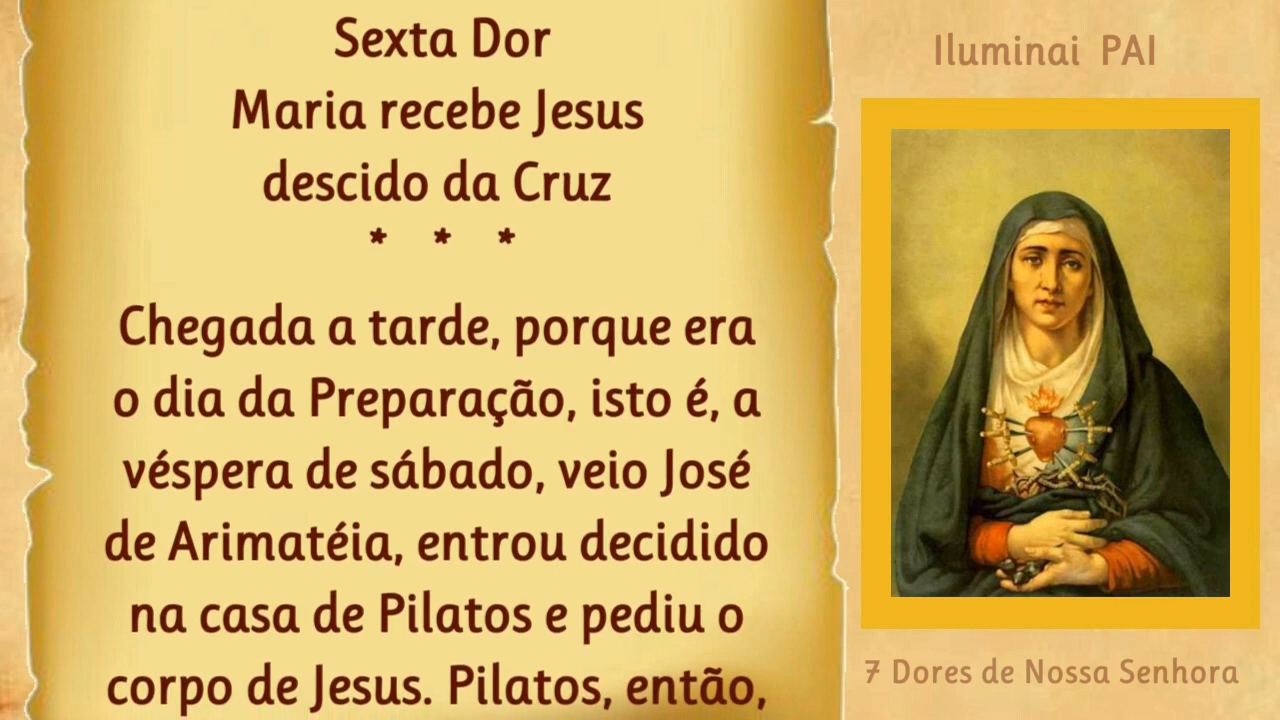 Sexta Dor
Maria recebe Jesus
descido da Cruz
* * *
Chegada a tarde, porque era
o dia da Preparação, isto é, a
véspera de sábado, veio José
de Arimatéia, entrou decidido
na casa de Pilatos e pediu o
corpo de Jesus. Pilatos, então,
Iluminai PAI
7 Dores de Nossa Senhora